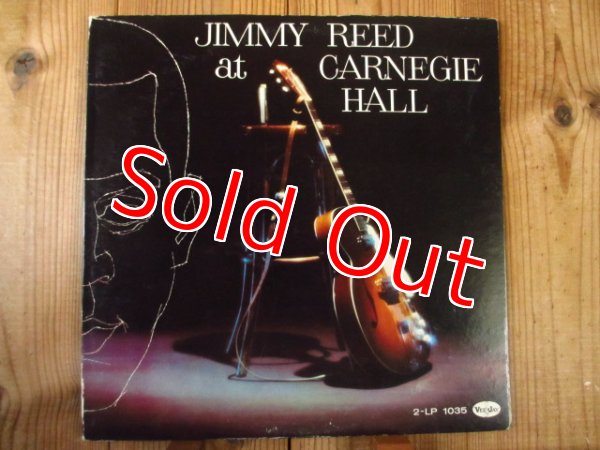 JIMMY REED
at CARNEGIE
HALL
Sold Out
2-LP 1035 VEEJAY